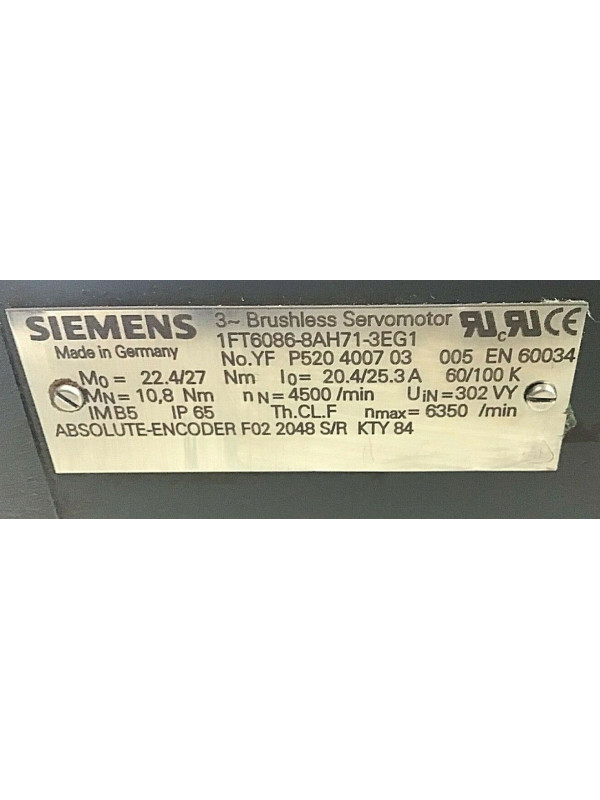 SIEMENS 3~ Brushless Servomotor
Made in Germany 1FT6086-8AH71-3EG1
No.YF P520 4007 03 005 EN 60034
M0 = 22.4/27 Nm I0 = 20.4/25.3 A 60/100 K
MN = 10,8 Nm nN = 4500 /min UIN = 302 VY
IM B5 IP 65 Th.CL.F nmax = 6350 /min
ABSOLUTE-ENCODER F02 2048 S/R KTY 84